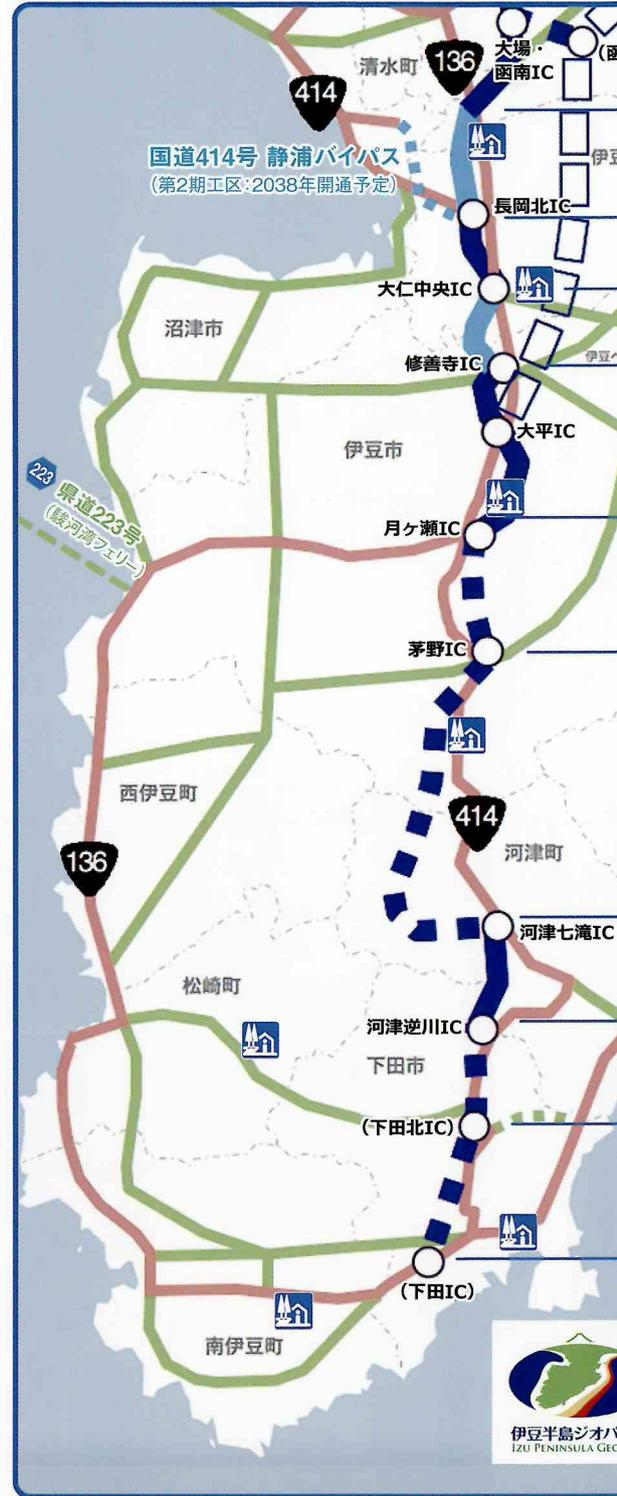 大場・
函南IC
(函
清水町
136
414
国道414号 静浦バイパス
(第2期工区:2038年開通予定)
伊豆
長岡北IC
大仁中央IC
沼津市
修善寺IC
伊豆ベ
大平IC
伊豆市
223
県道223号
(駿河湾フェリー)
月ヶ瀬IC
茅野IC
西伊豆町
414
河津町
136
河津七滝IC
松崎町
河津逆川IC
下田市
(下田北IC)
(下田IC)
南伊豆町
伊豆半島ジオパ
IZU PENINSULA GEO